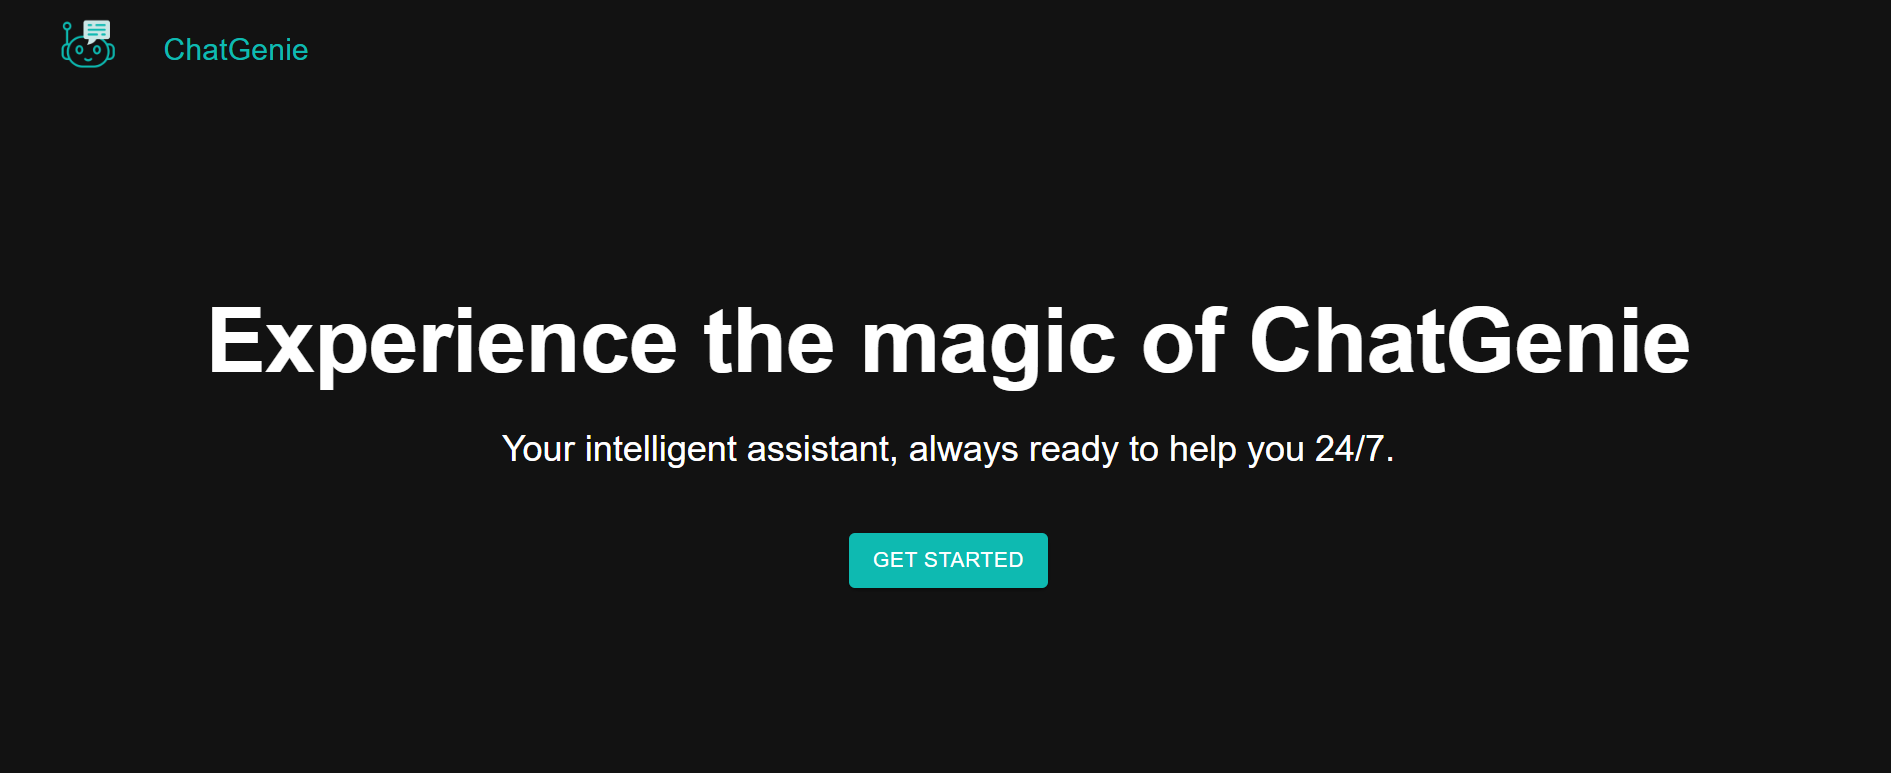 ChatGenie
Experience the magic of ChatGenie
Your intelligent assistant, always ready to help you 24/7.
GET STARTED